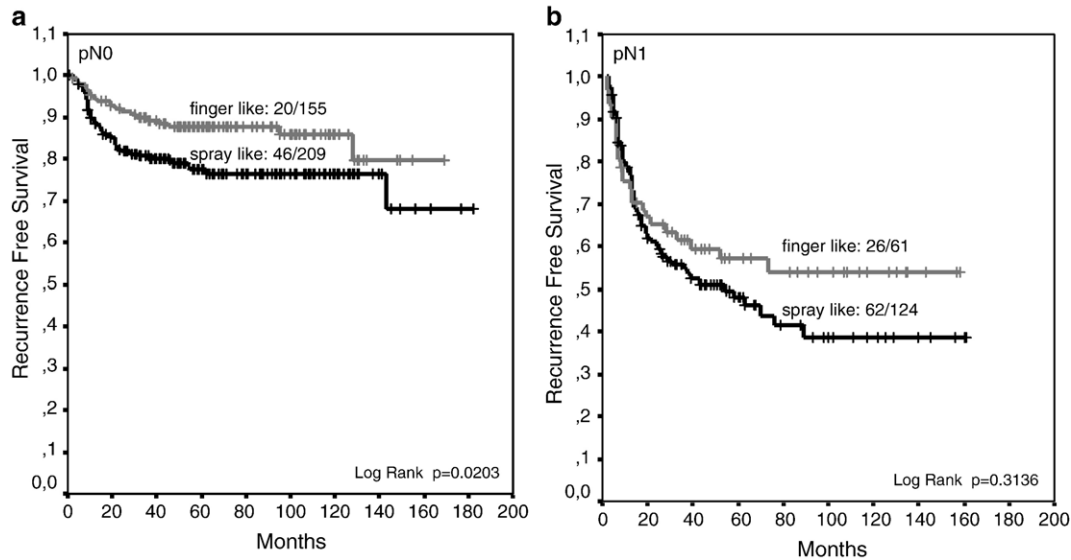 a
pN0
1,1
1,0
,9
,8
,7
,6
,5
,4
,3
,2
,1
0,0
Recurrence Free Survival
finger like: 20/155
spray like: 46/209
Log Rank p=0.0203
0 20 40 60 80 100 120 140 160 180 200
Months
b
pN1
1,1
1,0
,9
,8
,7
,6
,5
,4
,3
,2
,1
0,0
Recurrence Free Survival
finger like: 26/61
spray like: 62/124
Log Rank p=0.3136
0 20 40 60 80 100 120 140 160 180 200
Months